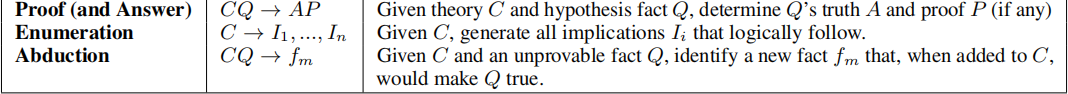 Proof (and Answer) CQ → AP Given theory C and hypothesis fact Q, determine Q's truth A and proof P (if any)
Enumeration C → I1, ..., In Given C, generate all implications Ii that logically follow.
Abduction CQ → fm Given C and an unprovable fact Q, identify a new fact fm that, when added to C,
would make Q true.